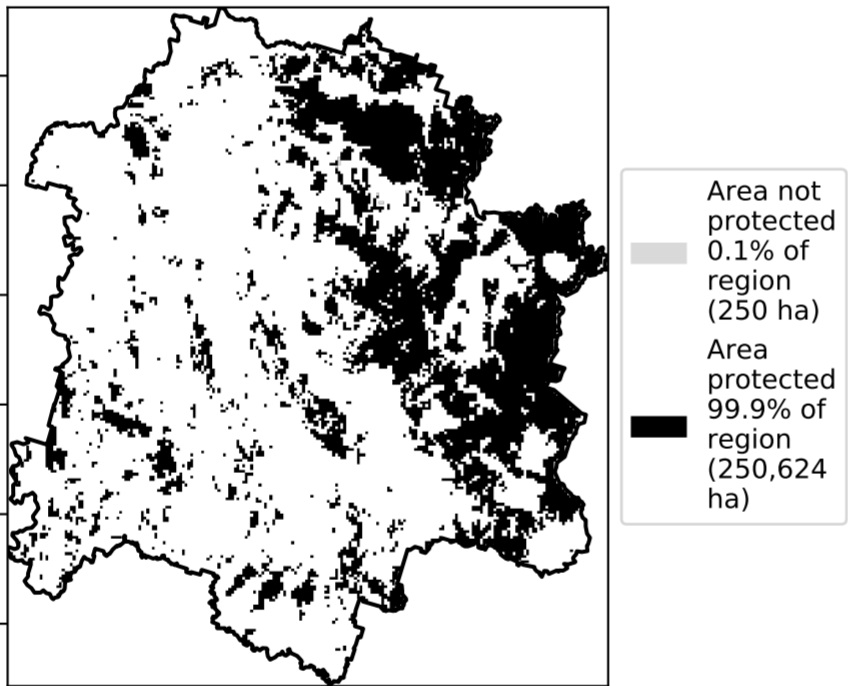 Area not
protected
0.1% of
region
(250 ha)
Area
protected
99.9% of
region
(250,624
ha)